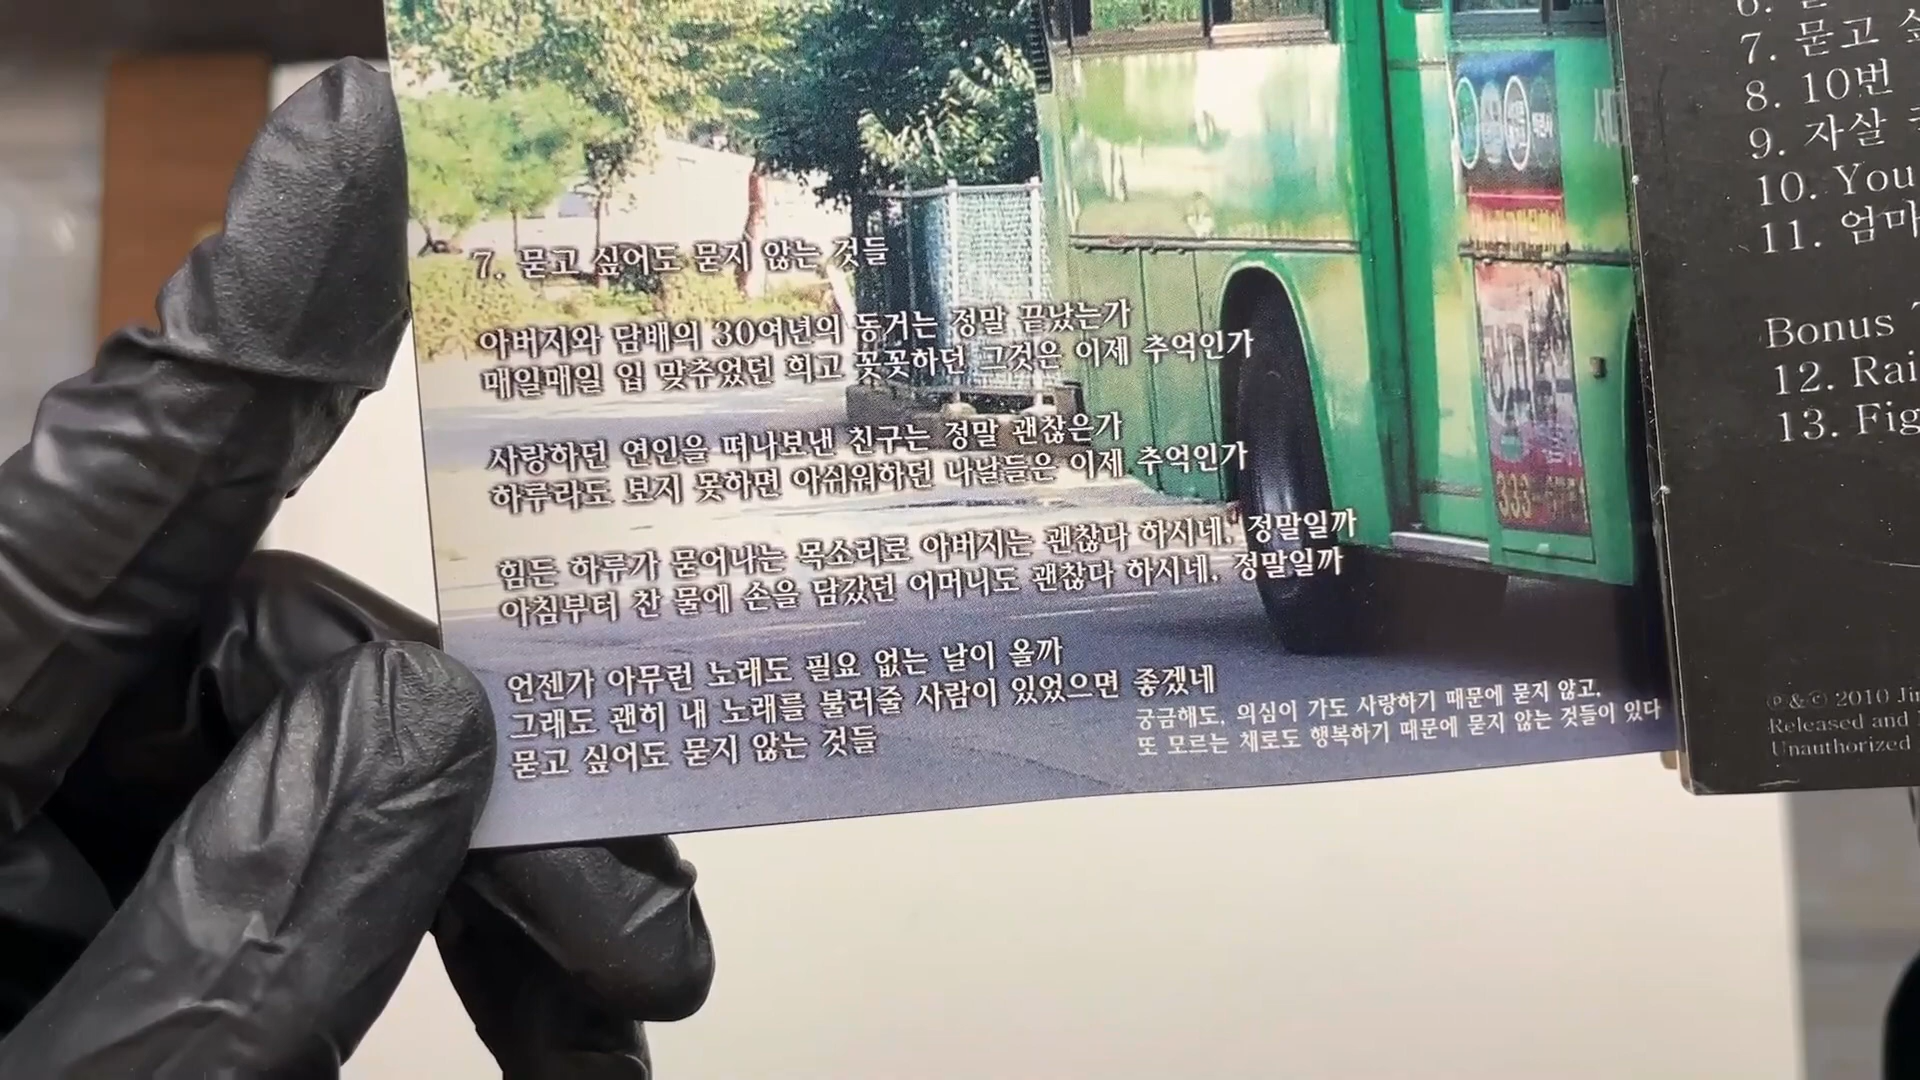 7. 묻고 싶어도 묻지 않는 것들
아버지와 담배의 30여년의 동거는 정말 끝났는가
매일매일 입 맞추었던 희고 꼿꼿하던 그것은 이제 추억인가
사랑하던 연인을 떠나보낸 친구는 정말 괜찮은가
하루라도 보지 못하면 아쉬워하던 나날들은 이제 추억인가
힘든 하루가 묻어나는 목소리로 아버지는 괜찮다 하시네, 정말일까
아침부터 찬 물에 손을 담갔던 어머니도 괜찮다 하시네, 정말일까
언젠가 아무런 노래도 필요 없는 날이 올까
그래도 괜히 내 노래를 불러줄 사람이 있었으면 좋겠네
묻고 싶어도 묻지 않는 것들
궁금해도, 의심이 가도 사랑하기 때문에 묻지 않고,
또 모르는 채로도 행복하기 때문에 묻지 않는 것들이 있다
333
6.
7. 묻고
8. 10번
9. 자살
10. You
11. 엄마
Bonus
12. Rai
13. Fig
℗ & © 2010
Released and
Unauthorized